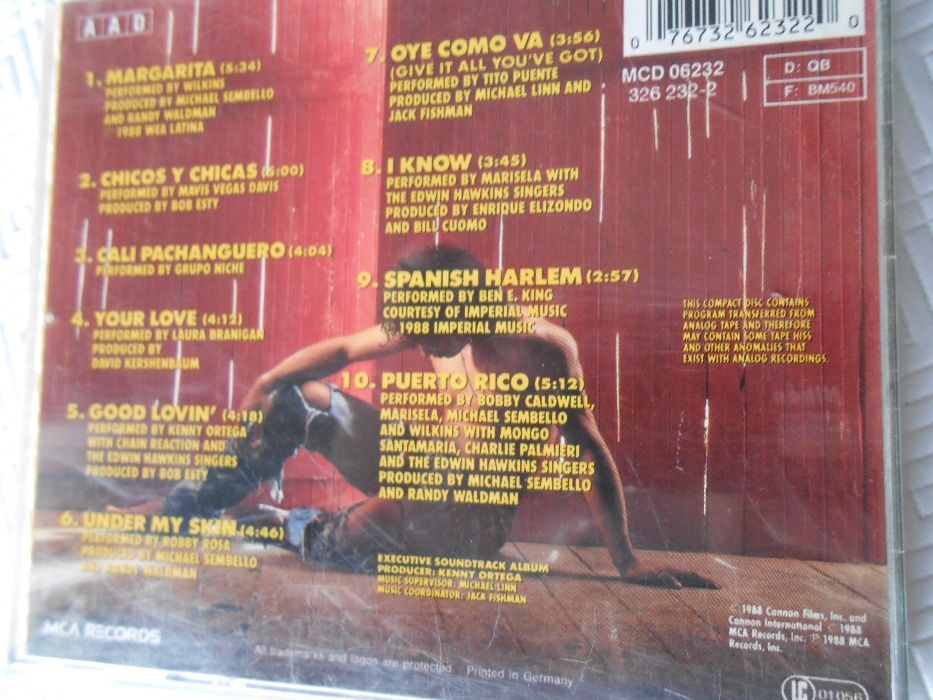 AAD
1. MARGARITA (5:34)
PERFORMED BY WILKINS
PRODUCED BY MICHAEL SEMBELLO
AND RANDY WALDMAN
1988 WEA LATINA
2. CHICOS Y CHICAS (5:00)
PERFORMED BY MAVIS VEGAS DAVIS
PRODUCED BY BOB ESTY
3. CALI PACHANGUERO (4:04)
PERFORMED BY GRUPO NICHE
4. YOUR LOVE (4:12)
PERFORMED BY LAURA BRANIGAN
PRODUCED BY
DAVID KERSHENBAUM
5. GOOD LOVIN' (4:18)
PERFORMED BY KENNY ORTEGA
WITH CHAIN REACTION AND
THE EDWIN HAWKINS SINGERS
PRODUCED BY BOB ESTY
6. UNDER MY SKIN (4:46)
PERFORMED BY ROBBY ROSA
PRODUCED BY MICHAEL SEMBELLO
AND RANDY WALDMAN
7. OYE COMO VA (3:56)
(GIVE IT ALL YOU'VE GOT)
PERFORMED BY TITO PUENTE
PRODUCED BY MICHAEL LINN AND
JACK FISHMAN
8. I KNOW (3:45)
PERFORMED BY MARISELA WITH
THE EDWIN HAWKINS SINGERS
PRODUCED BY ENRIQUE ELIZONDO
AND BILL CUOMO
9. SPANISH HARLEM (2:57)
PERFORMED BY BEN E. KING
COURTESY OF IMPERIAL MUSIC
℗ 1988 IMPERIAL MUSIC
10. PUERTO RICO (5:12)
PERFORMED BY BOBBY CALDWELL,
MARISELA, MICHAEL SEMBELLO
AND WILKINS WITH MONGO
SANTAMARIA, CHARLIE PALMIERI
AND THE EDWIN HAWKINS SINGERS
PRODUCED BY MICHAEL SEMBELLO
AND RANDY WALDMAN
EXECUTIVE SOUNDTRACK ALBUM
PRODUCER: KENNY ORTEGA
MUSIC SUPERVISOR: MICHAEL LINN
MUSIC COORDINATOR: JACK FISHMAN
0 76732 62322 0
MCD 06232
326 232-2
D: QB
F: BM540
THIS COMPACT DISC CONTAINS
PROGRAM TRANSFERRED FROM
ANALOG TAPE AND THEREFORE
MAY CONTAIN SOME TAPE HISS
AND OTHER ANOMALIES THAT
EXIST WITH ANALOG RECORDINGS.
© 1988 Cannon Films, Inc. and
Cannon International © 1988
MCA Records, Inc. ℗ 1988 MCA
Records, Inc.
MCA RECORDS
All trademarks and logos are protected. Printed in Germany
LC 01056